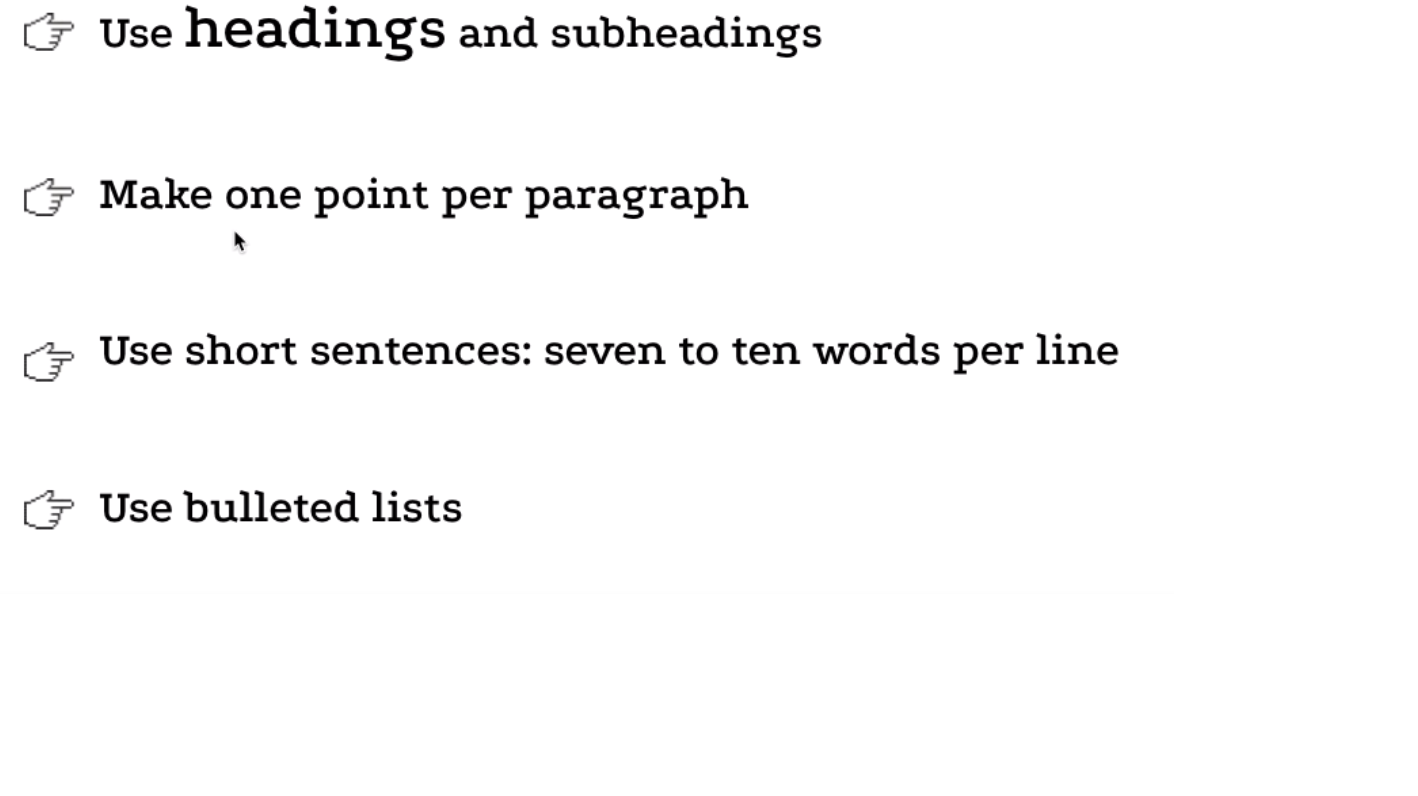 Use headings and subheadings
Make one point per paragraph
Use short sentences: seven to ten words per line
Use bulleted lists